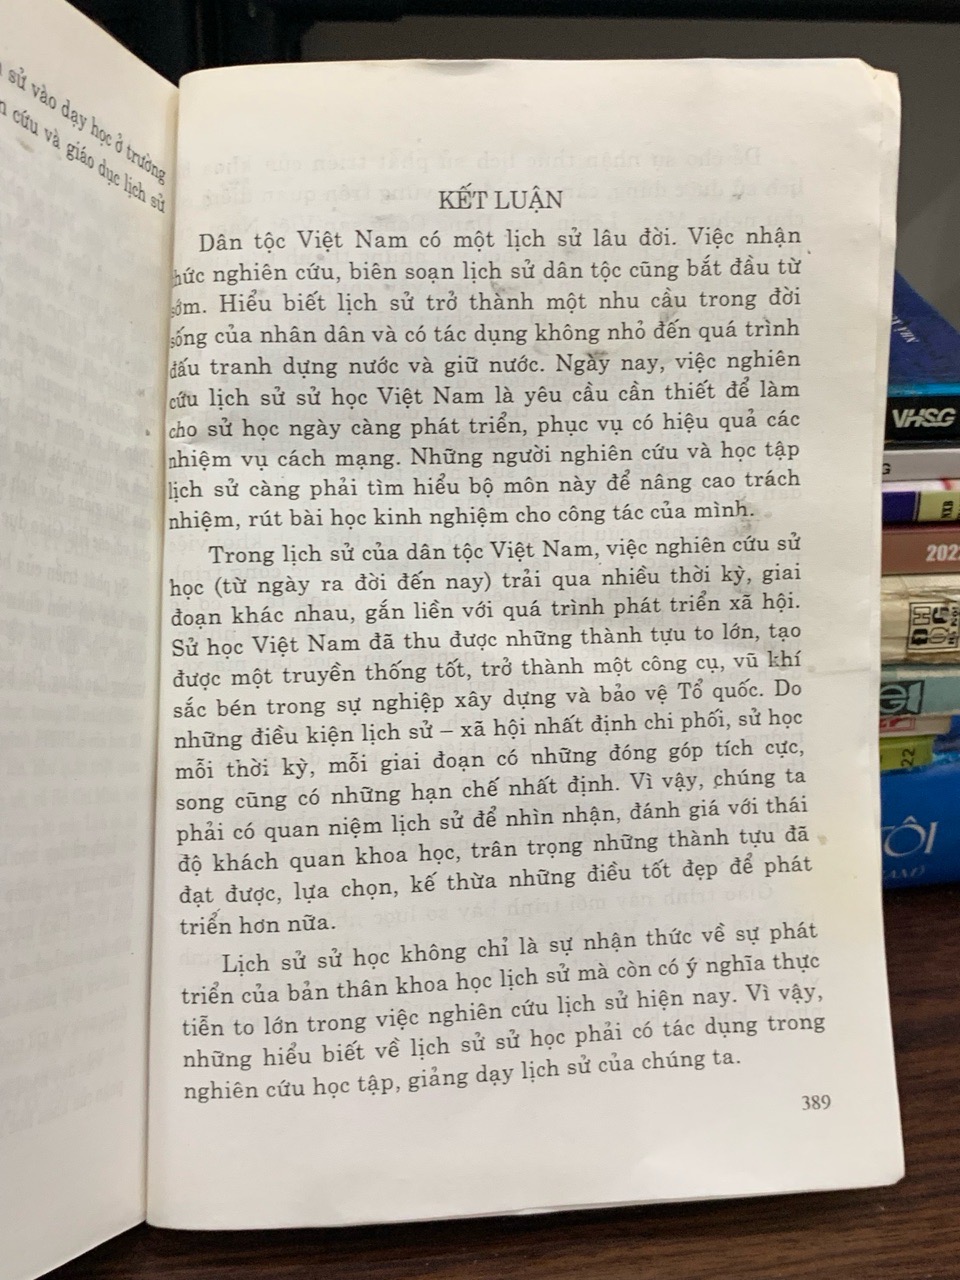 sử vào dạy học ở trường
cứu và giáo dục lịch sử
KẾT LUẬN
Dân tộc Việt Nam có một lịch sử lâu đời. Việc nhận
hức nghiên cứu, biên soạn lịch sử dân tộc cũng bắt đầu từ
sớm. Hiểu biết lịch sử trở thành một nhu cầu trong đời
sống của nhân dân và có tác dụng không nhỏ đến quá trình
đấu tranh dựng nước và giữ nước. Ngày nay, việc nghiên
cứu lịch sử sử học Việt Nam là yêu cầu cần thiết để làm
cho sử học ngày càng phát triển, phục vụ có hiệu quả các
nhiệm vụ cách mạng. Những người nghiên cứu và học tập
lịch sử càng phải tìm hiểu bộ môn này để nâng cao trách
nhiệm, rút bài học kinh nghiệm cho công tác của mình.
Trong lịch sử của dân tộc Việt Nam, việc nghiên cứu sử
học (từ ngày ra đời đến nay) trải qua nhiều thời kỳ, giai
đoạn khác nhau, gắn liền với quá trình phát triển xã hội.
Sử học Việt Nam đã thu được những thành tựu to lớn, tạo
được một truyền thống tốt, trở thành một công cụ, vũ khí
sắc bén trong sự nghiệp xây dựng và bảo vệ Tổ quốc. Do
những điều kiện lịch sử – xã hội nhất định chi phối, sử học
mỗi thời kỳ, mỗi giai đoạn có những đóng góp tích cực,
song cũng có những hạn chế nhất định. Vì vậy, chúng ta
phải có quan niệm lịch sử để nhìn nhận, đánh giá với thái
độ khách quan khoa học, trân trọng những thành tựu đã
đạt được, lựa chọn, kế thừa những điều tốt đẹp để phát
triển hơn nữa.
Lịch sử sử học không chỉ là sự nhận thức về sự phát
triển của bản thân khoa học lịch sử mà còn có ý nghĩa thực
tiễn to lớn trong việc nghiên cứu lịch sử hiện nay. Vì vậy,
những hiểu biết về lịch sử sử học phải có tác dụng trong
nghiên cứu học tập, giảng dạy lịch sử của chúng ta.
389
VHSG
G
NXB
202
22
TÔI